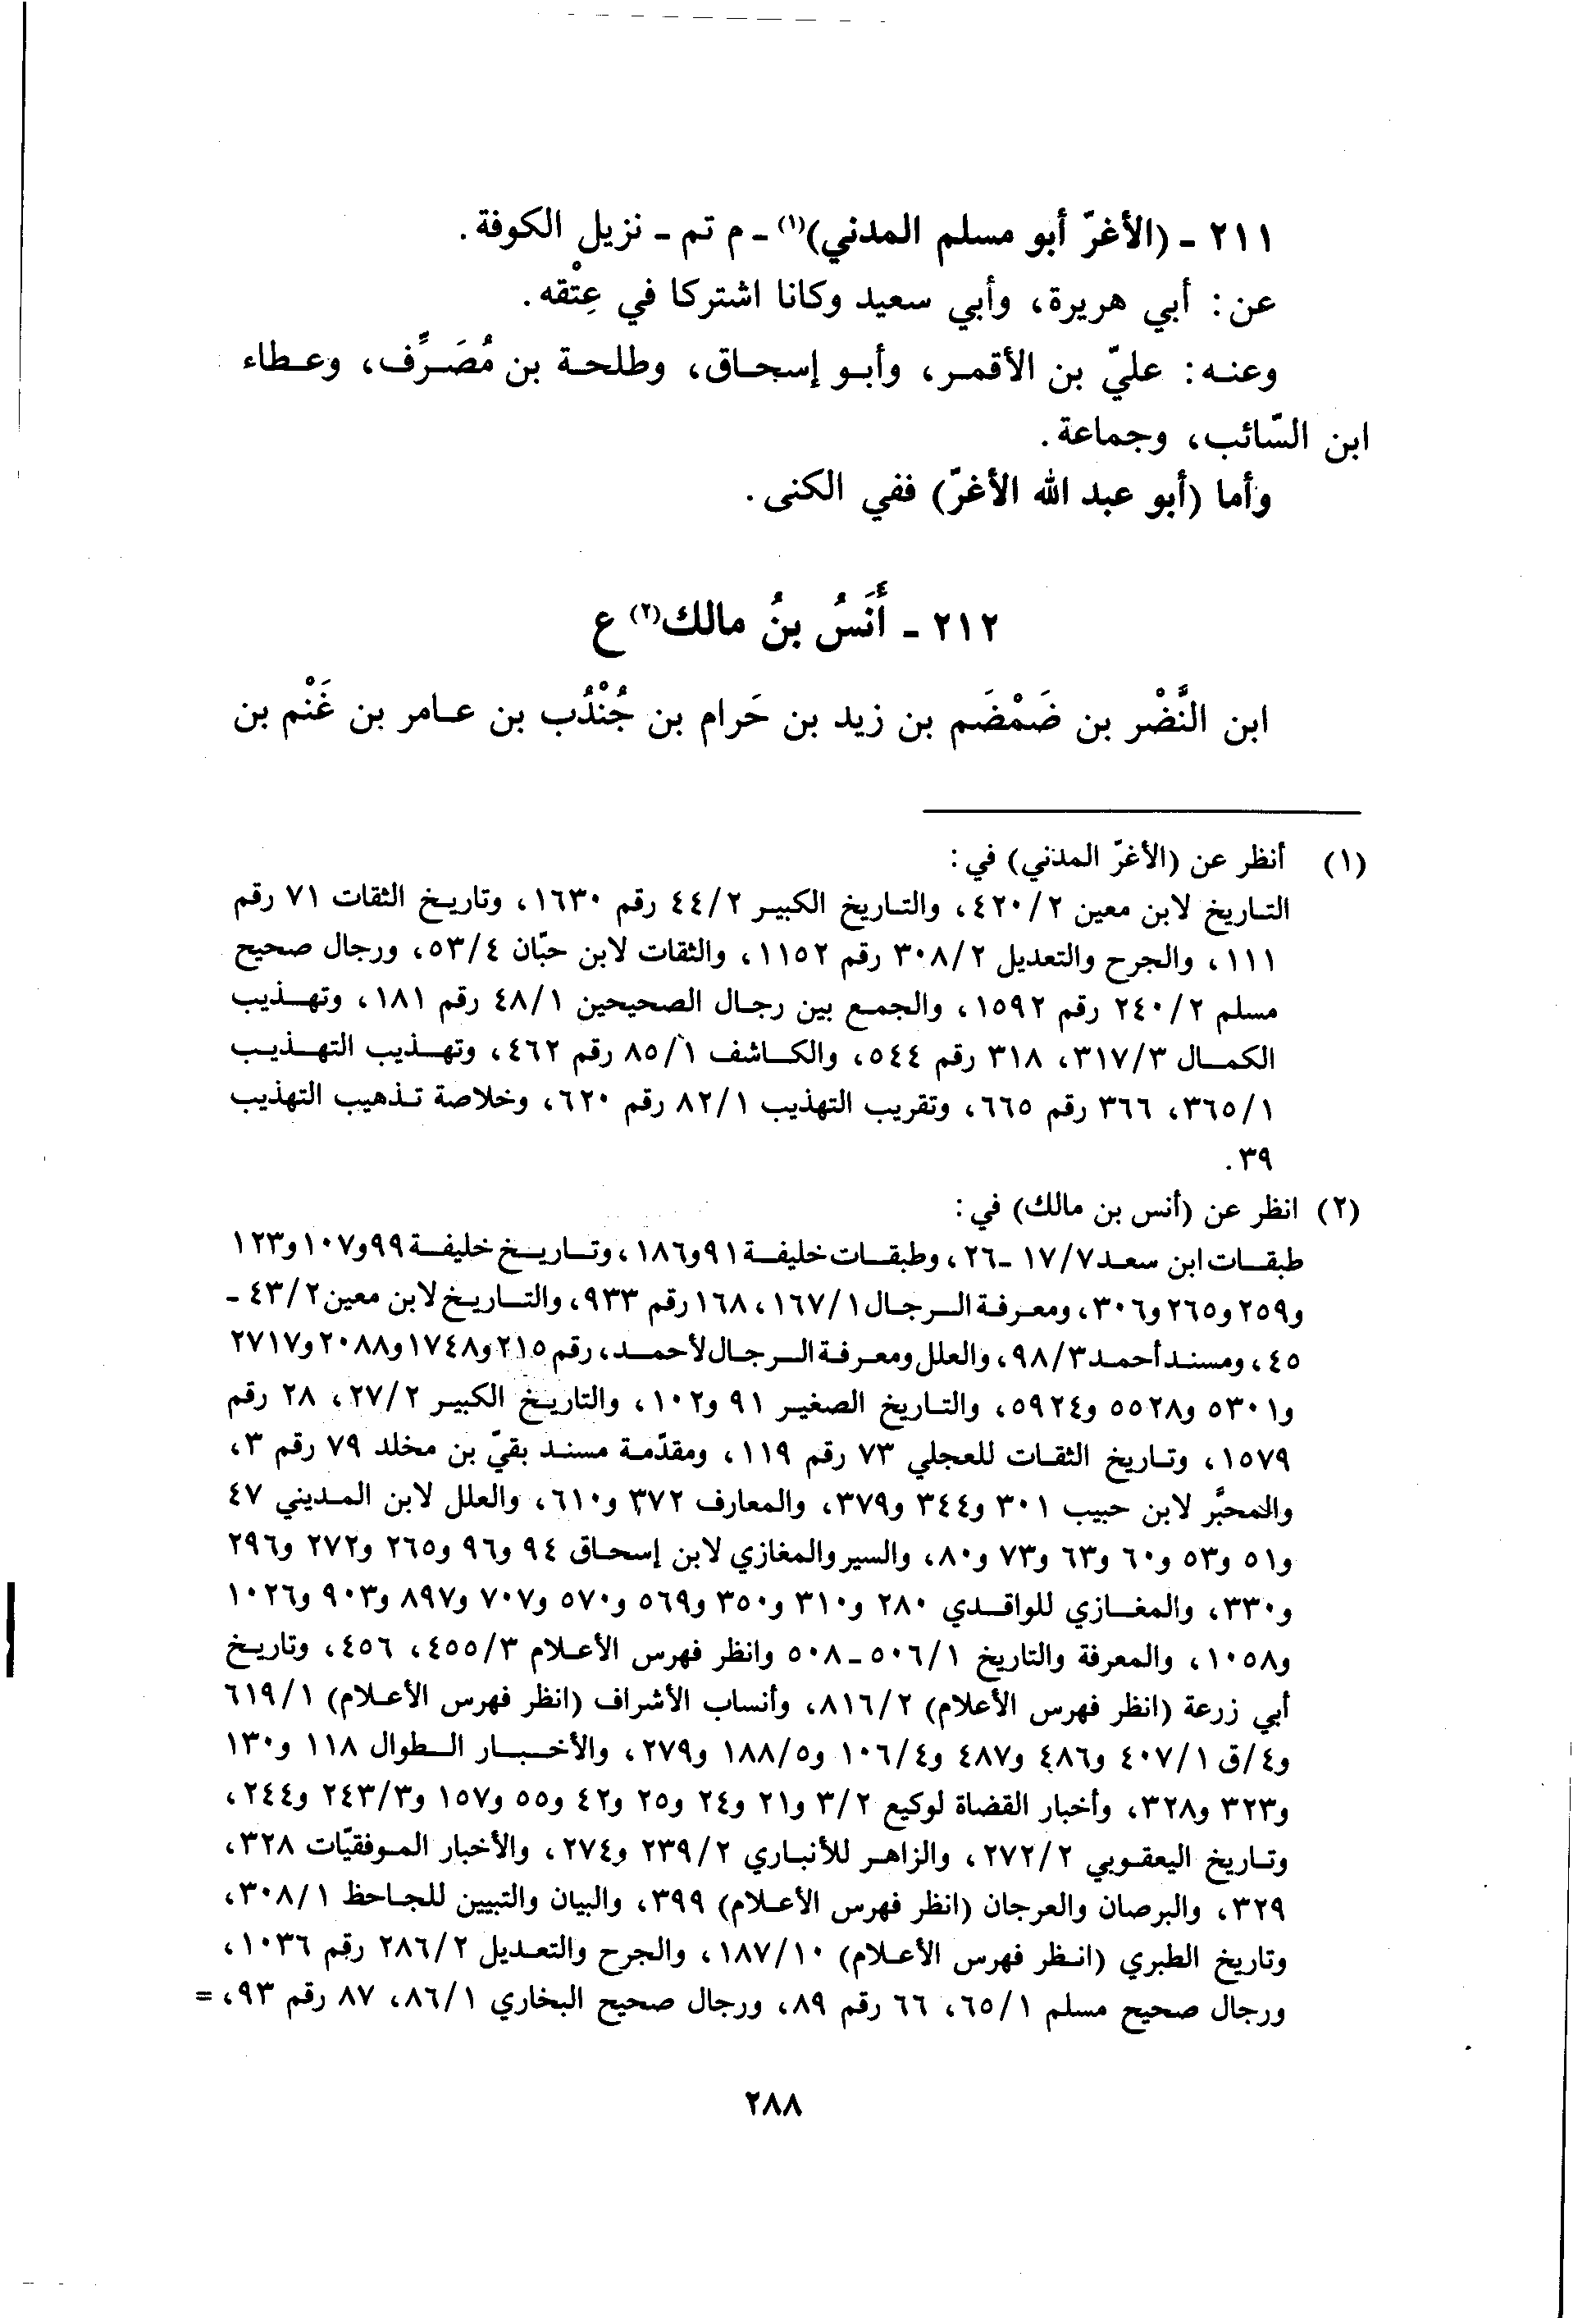 ٢١١ - (الأغرّ أبو مسلم المدني)(١) - م تم - نزيل الكوفة.
عن: أبي هريرة، وأبي سعيد وكانا اشتركا في عِتْقه.
وعنه: عليّ بن الأقمر، وأبو إسحاق، وطلحة بن مُصَرِّف، وعطاء
ابن السّائب، وجماعة.
وأما (أبو عبد الله الأغرّ) ففي الكنى.
٢١٢ - أَنَسُ بنُ مالك(٢) ع
ابن النَّضْر بن ضَمْضَم بن زيد بن حَرام بن جُنْدُب بن عامر بن غَنْم بن
(١) أنظر عن (الأغرّ المدني) في:
التاريخ لابن معين ٤٢٠/٢، والتاريخ الكبير ٤٤/٢ رقم ١٦٣٠، وتاريخ الثقات ٧١ رقم
١١١، والجرح والتعديل ٣٠٨/٢ رقم ١١٥٢، والثقات لابن حبّان ٥٣/٤، ورجال صحيح
مسلم ٢٤٠/٢ رقم ١٥٩٢، والجمع بين رجال الصحيحين ٤٨/١ رقم ١٨١، وتهذيب
الكمال ٣١٧/٣، ٣١٨ رقم ٥٤٤، والكاشف ٨٥/١ رقم ٤٦٢، وتهذيب التهذيب
٣٦٥/١، ٣٦٦ رقم ٦٦٥، وتقريب التهذيب ٨٢/١ رقم ٦٢٠، وخلاصة تذهيب التهذيب
٣٩.
(٢) انظر عن (أنس بن مالك) في:
طبقات ابن سعد ١٧/٧ - ٢٦، وطبقات خليفة ٩١ و١٨٦، وتاريخ خليفة ٩٩ و١٠٧ و١٢٣
و٢٥٩ و٢٦٥ و٣٠٦، ومعرفة الرجال ١٦٧/١، ١٦٨ رقم ٩٣٣، والتاريخ لابن معين ٤٣/٢ -
٤٥، ومسند أحمد ٩٨/٣، والعلل ومعرفة الرجال لأحمد، رقم ٢١٥ و١٧٤٨ و٢٠٨٨ و٢٧١٧
و٥٣٠١ و٥٥٢٨ و٥٩٢٤، والتاريخ الصغير ٩١ و١٠٢، والتاريخ الكبير ٢٧/٢، ٢٨ رقم
١٥٧٩، وتاريخ الثقات للعجلي ٧٣ رقم ١١٩، ومقدّمة مسند بقيّ بن مخلد ٧٩ رقم ٣،
والمحبَّر لابن حبيب ٣٠١ و٣٤٤ و٣٧٩، والمعارف ٣٧٢ و٦١٠، والعلل لابن المديني ٤٧
و٥١ و٥٣ و٦٠ و٦٣ و٧٣ و٨٠، والسير والمغازي لابن إسحاق ٩٤ و٩٦ و٢٦٥ و٢٧٢ و٢٩٦
و٣٣٠، والمغازي للواقدي ٢٨٠ و٣١٠ و٣٥٠ و٥٦٩ و٥٧٠ و٧٠٧ و٨٩٧ و٩٠٣ و١٠٢٦
و١٠٥٨، والمعرفة والتاريخ ٥٠٦/١ - ٥٠٨ وانظر فهرس الأعلام ٤٥٥/٣، ٤٥٦، وتاريخ
أبي زرعة (انظر فهرس الأعلام) ٨١٦/٢، وأنساب الأشراف (انظر فهرس الأعلام) ٦١٩/١
و٤/ق ٤٠٧/١ و٤٨٦ و٤٨٧ و١٠٦/٤ و١٨٨/٥ و٢٧٩، والأخبار الطوال ١١٨ و١٣٠
و٣٢٣ و٣٢٨، وأخبار القضاة لوكيع ٣/٢ و٢١ و٢٤ و٢٥ و٤٢ و٥٥ و١٥٧ و٢٤٣/٣ و٢٤٤،
وتاريخ اليعقوبي ٢٧٢/٢، والزاهر للأنباري ٢٣٩/٢ و٢٧٤، والأخبار الموفقيّات ٣٢٨،
٣٢٩، والبرصان والعرجان (انظر فهرس الأعلام) ٣٩٩، والبيان والتبيين للجاحظ ٣٠٨/١،
وتاريخ الطبري (انظر فهرس الأعلام) ١٨٧/١٠، والجرح والتعديل ٢٨٦/٢ رقم ١٠٣٦،
ورجال صحيح مسلم ٦٥/١، ٦٦ رقم ٨٩، ورجال صحيح البخاري ٨٦/١، ٨٧ رقم ٩٣، =
٢٨٨